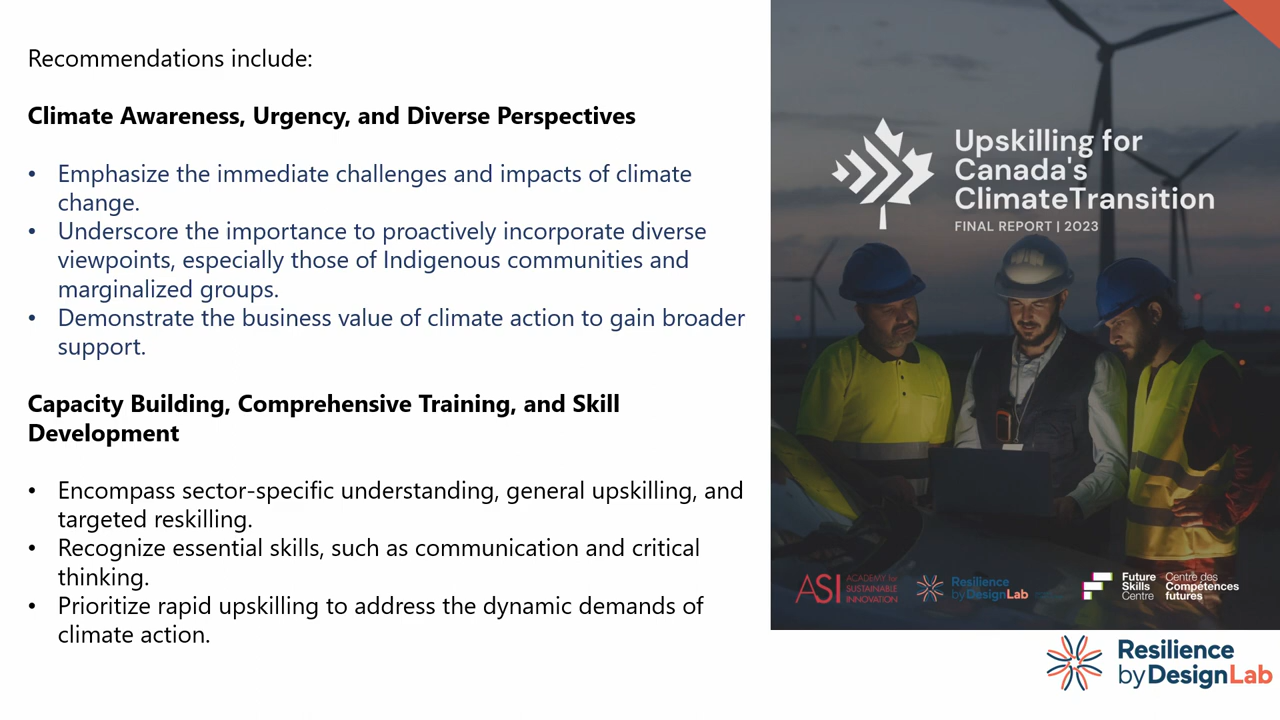 Recommendations include:
Climate Awareness, Urgency, and Diverse Perspectives
• Emphasize the immediate challenges and impacts of climate
change.
• Underscore the importance to proactively incorporate diverse
viewpoints, especially those of Indigenous communities and
marginalized groups.
• Demonstrate the business value of climate action to gain broader
support.
Capacity Building, Comprehensive Training, and Skill
Development
• Encompass sector-specific understanding, general upskilling, and
targeted reskilling.
• Recognize essential skills, such as communication and critical
thinking.
• Prioritize rapid upskilling to address the dynamic demands of
climate action.
Upskilling for
Canada's
ClimateTransition
FINAL REPORT | 2023
ASI
ACADEMY for
SUSTAINABLE
INNOVATION
Resilience
by DesignLab
Future
Skills
Centre
Centre des
Compétences
futures
Resilience
by DesignLab